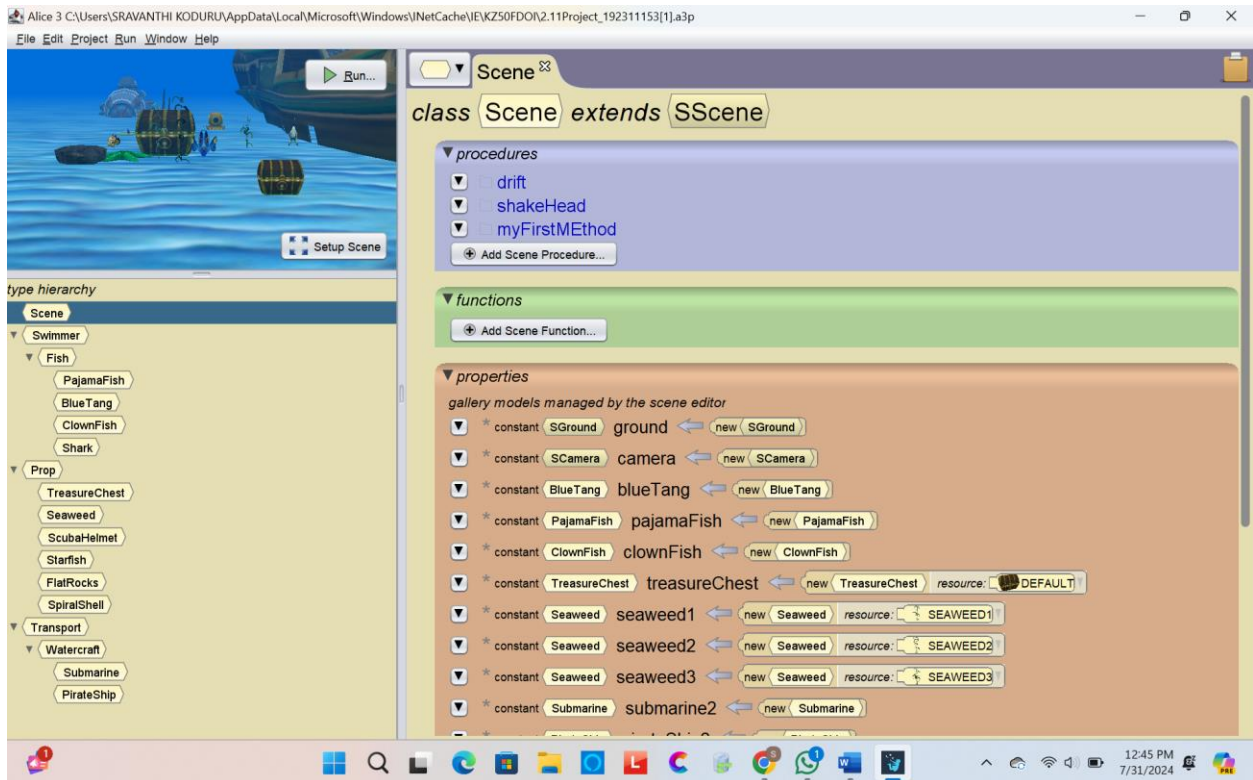 Alice 3 C:\Users\SRAVANTHI KODURU\AppData\Local\Microsoft\Windows\INetCache\IE\KZ50FDOI\2.11Project_192311153[1].a3p
File Edit Project Run Window Help
Run...
Setup Scene
type hierarchy
Scene
Swimmer
Fish
PajamaFish
BlueTang
ClownFish
Shark
Prop
TreasureChest
Seaweed
ScubaHelmet
Starfish
FlatRocks
SpiralShell
Transport
Watercraft
Submarine
PirateShip
Scene
class Scene extends SScene
procedures
drift
shakeHead
myFirstMEthod
Add Scene Procedure...
functions
Add Scene Function...
properties
gallery models managed by the scene editor
* constant SGround ground new SGround
* constant SCamera camera new SCamera
* constant BlueTang blueTang new BlueTang
* constant PajamaFish pajamaFish new PajamaFish
* constant ClownFish clownFish new ClownFish
* constant TreasureChest treasureChest new TreasureChest resource: DEFAULT
* constant Seaweed seaweed1 new Seaweed resource: SEAWEED1
* constant Seaweed seaweed2 new Seaweed resource: SEAWEED2
* constant Seaweed seaweed3 new Seaweed resource: SEAWEED3
* constant Submarine submarine2 new Submarine
1
L
C
S
9
W
PRE
12:45 PM
7/31/2024